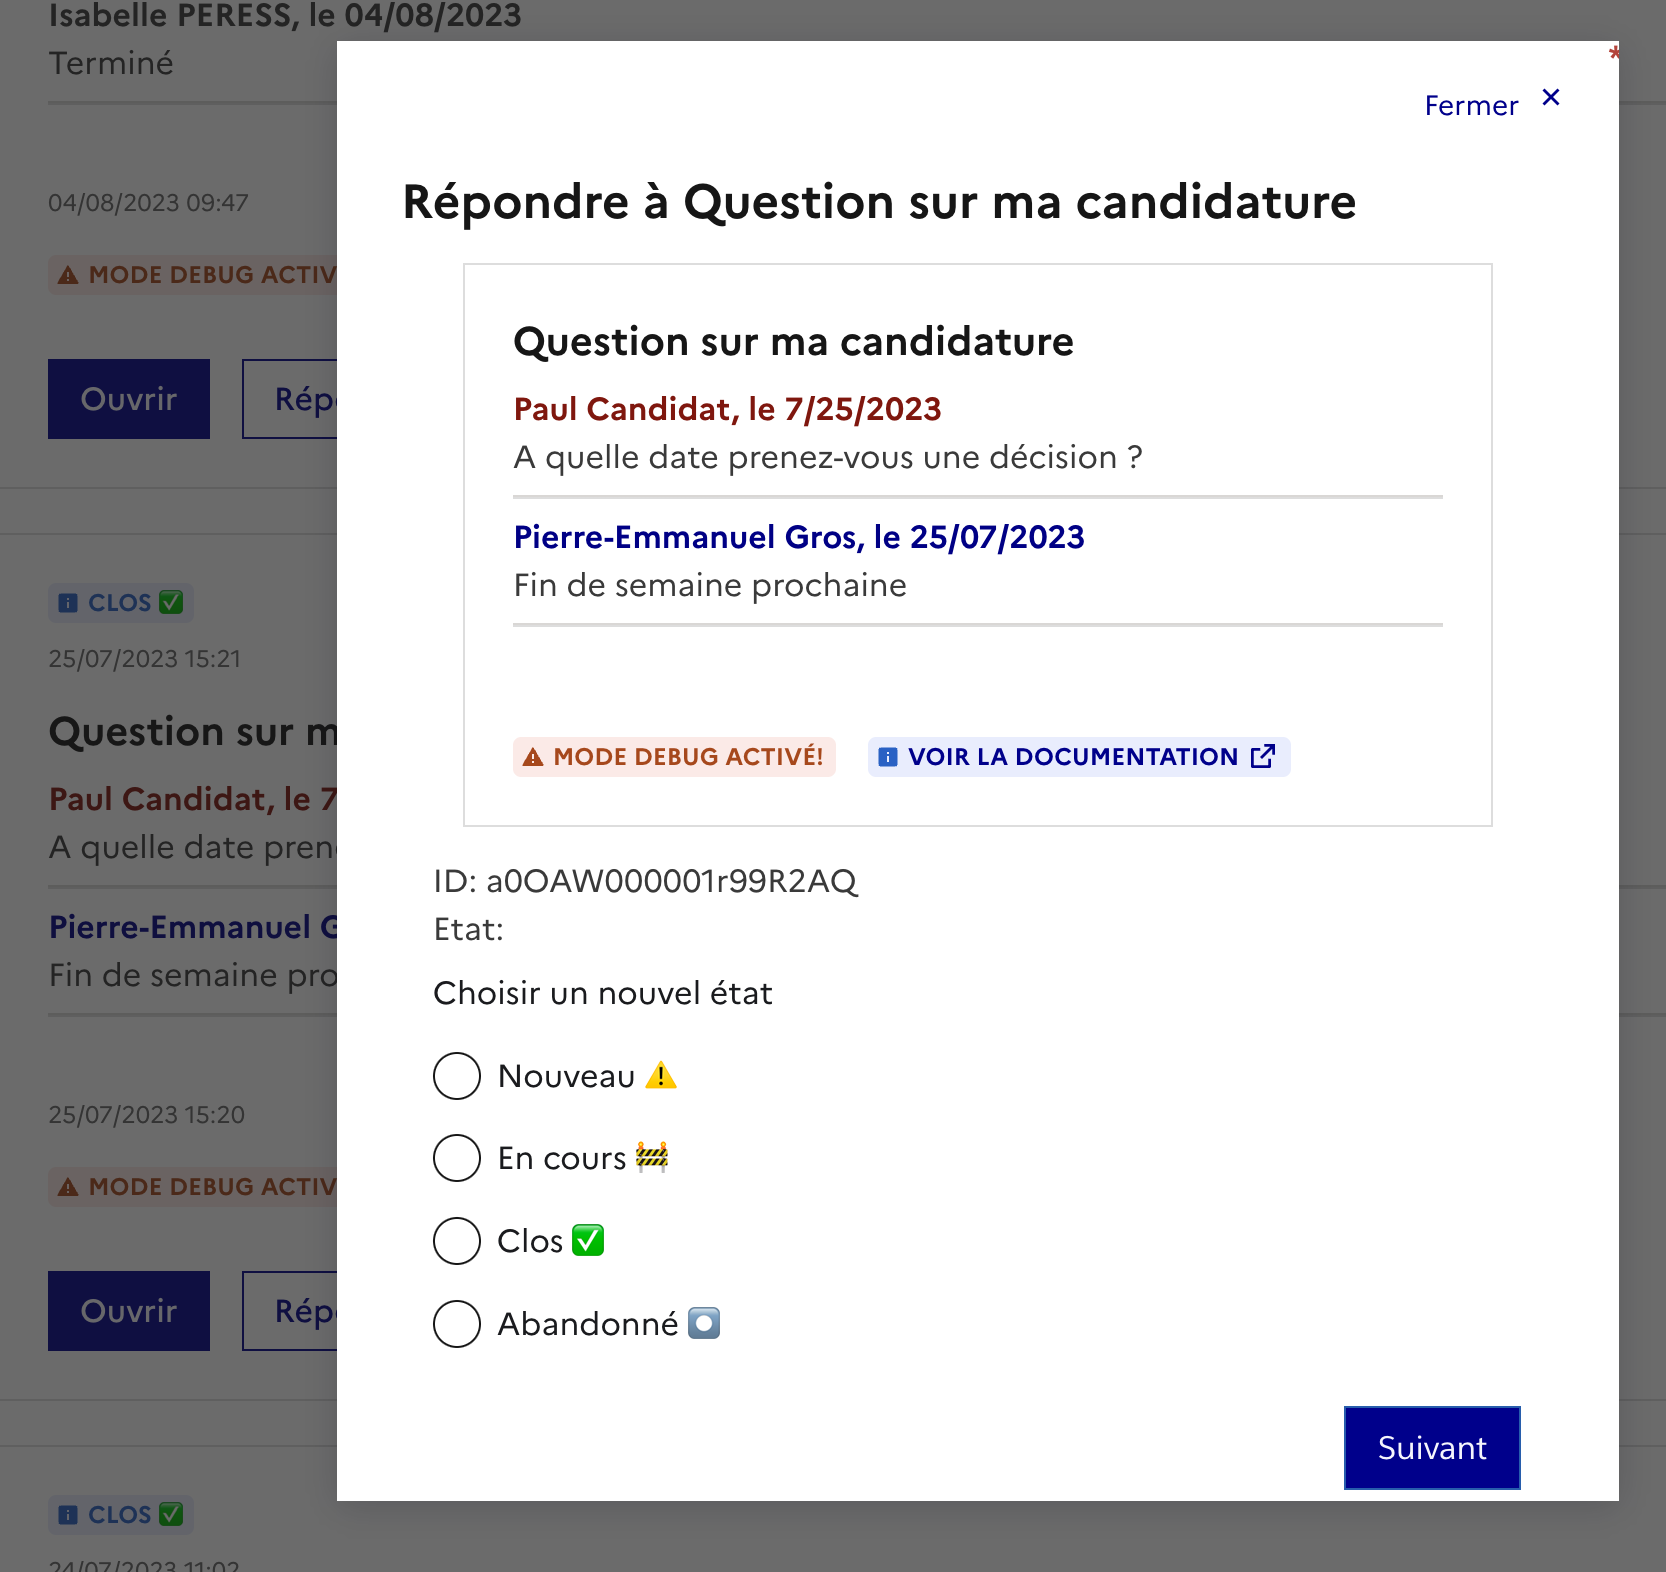 Isabelle PERESS, le 04/08/2023
Terminé
04/08/2023 09:47
MODE DEBUG ACTIV
Ouvrir
Rép
CLOS ✅
25/07/2023 15:21
Question sur m
Paul Candidat, le 7
A quelle date pren
Pierre-Emmanuel G
Fin de semaine pro
25/07/2023 15:20
MODE DEBUG ACTIV
Ouvrir
Rép
CLOS ✅
24/07/2023 11:02
*
Fermer ×
Répondre à Question sur ma candidature
Question sur ma candidature
Paul Candidat, le 7/25/2023
A quelle date prenez-vous une décision ?
Pierre-Emmanuel Gros, le 25/07/2023
Fin de semaine prochaine
MODE DEBUG ACTIVÉ!
VOIR LA DOCUMENTATION
ID: a0OAW000001r99R2AQ
Etat:
Choisir un nouvel état
Nouveau ⚠️
En cours 🚧
Clos ✅
Abandonné ⏺️
Suivant